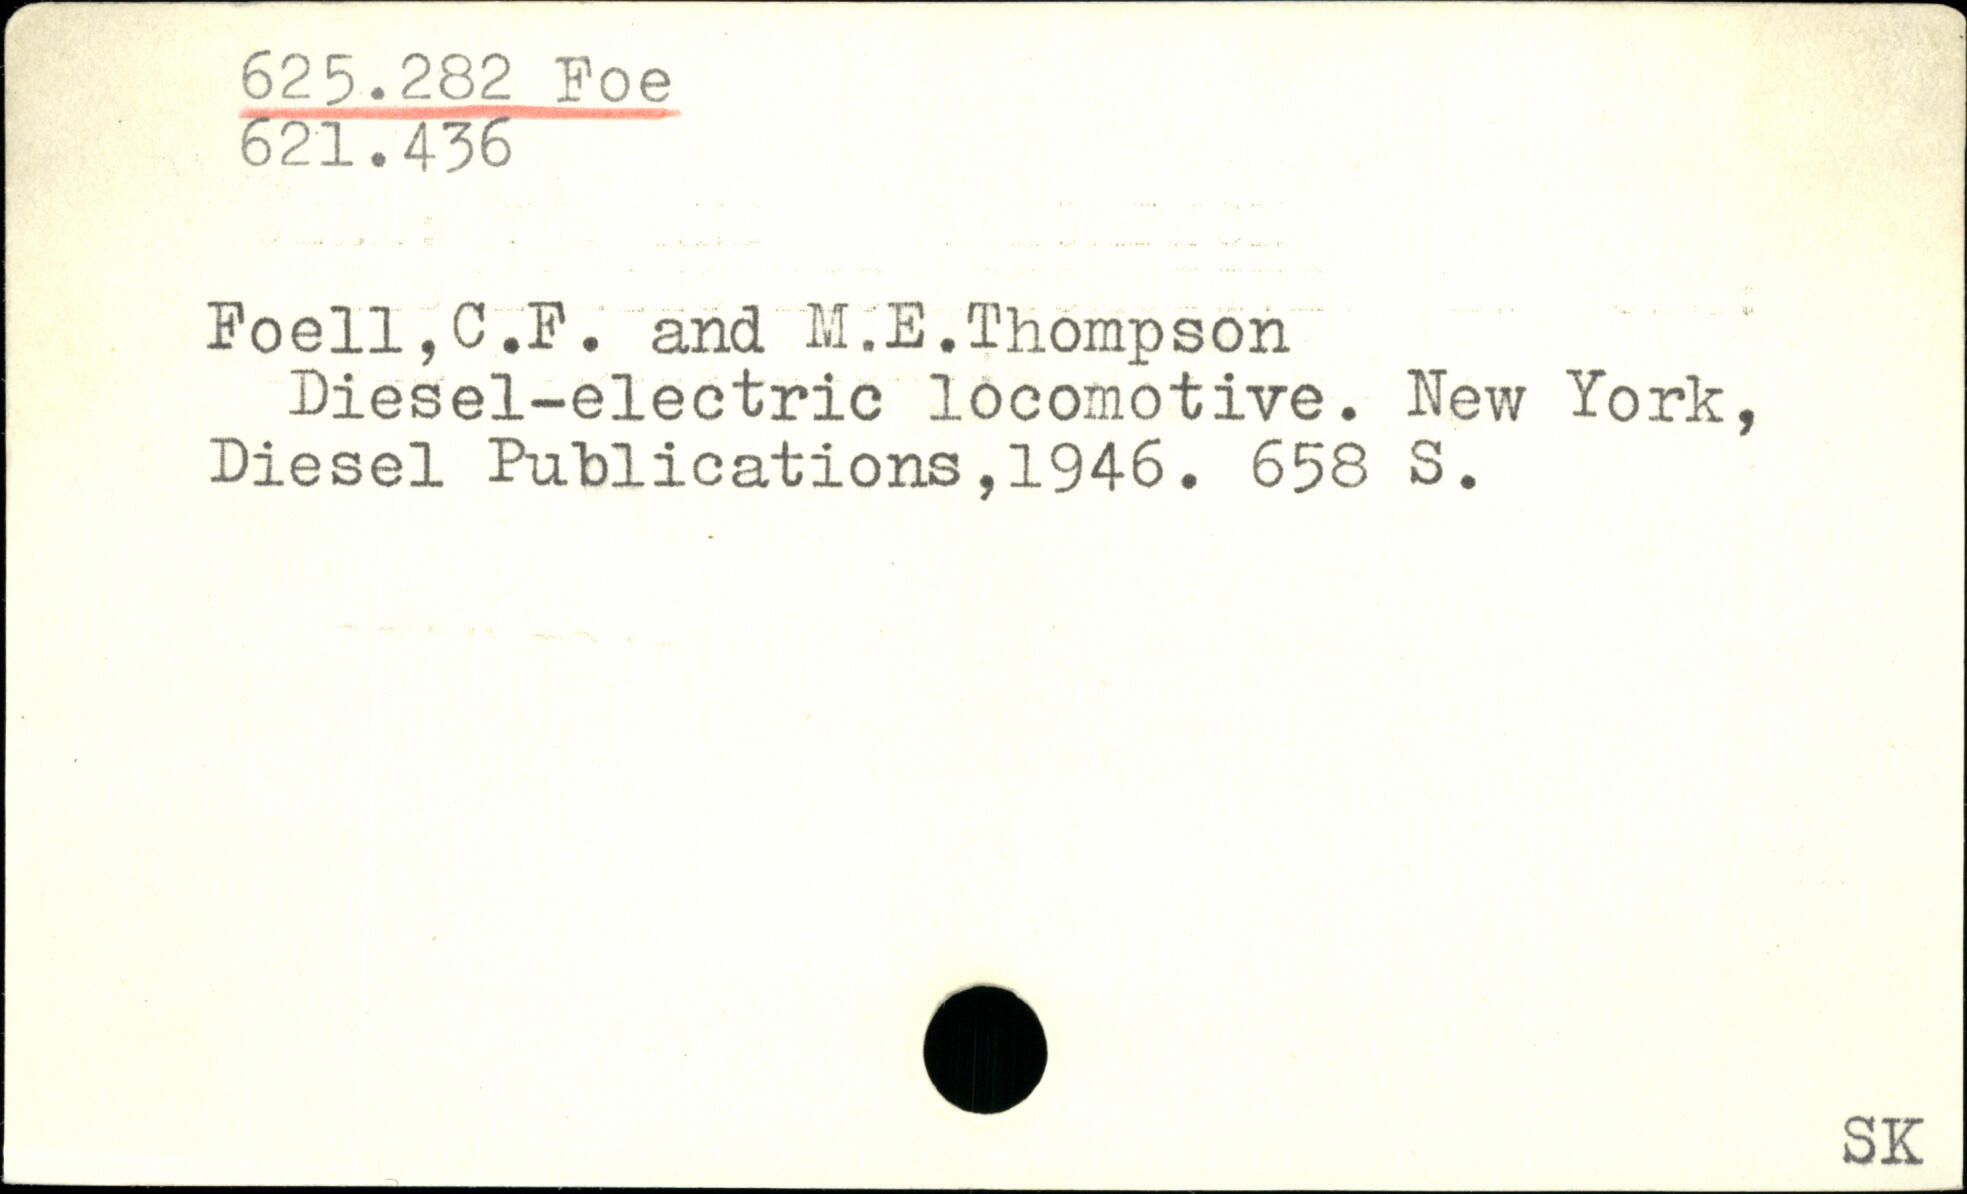 625.282 Foe
621.436
Foell,C.F. and M.E.Thompson
Diesel-electric locomotive. New York,
Diesel Publications,1946. 658 S.
SK